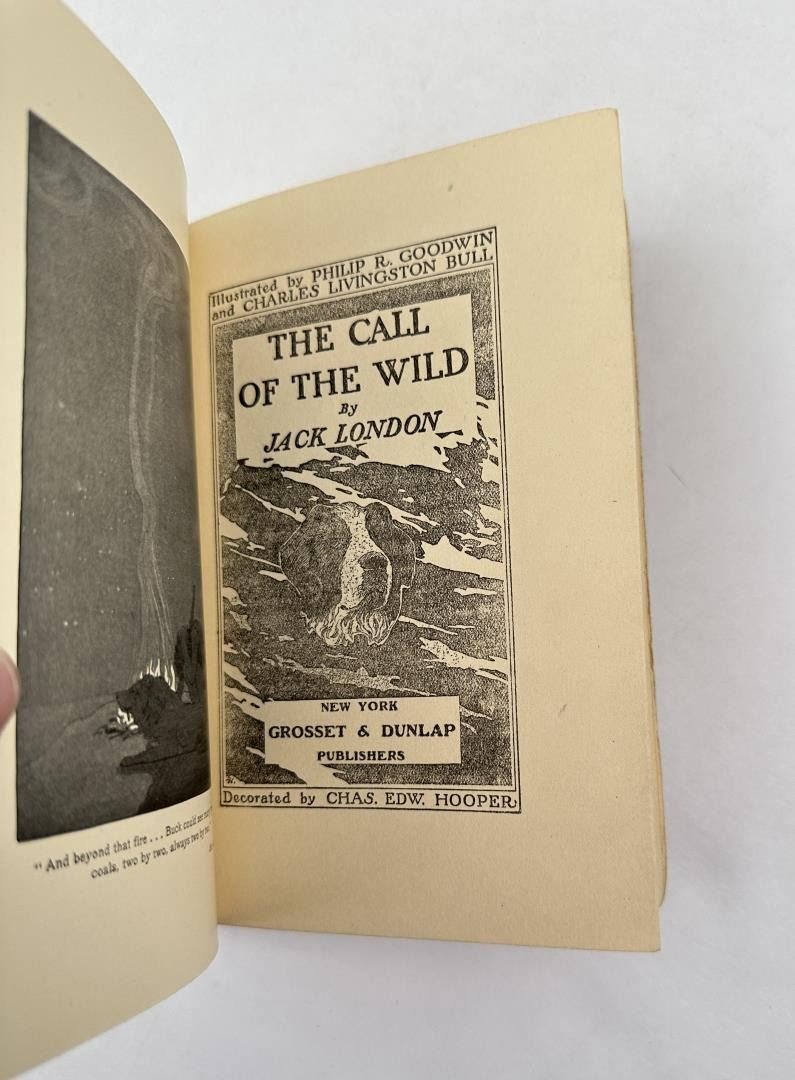 "And beyond that fire . . . Buck could see
coals, two by two, always two by two
Illustrated by PHILIP R. GOODWIN
and CHARLES LIVINGSTON BULL
THE CALL
OF THE WILD
By
JACK LONDON
NEW YORK
GROSSET & DUNLAP
PUBLISHERS
Decorated by CHAS. EDW. HOOPER